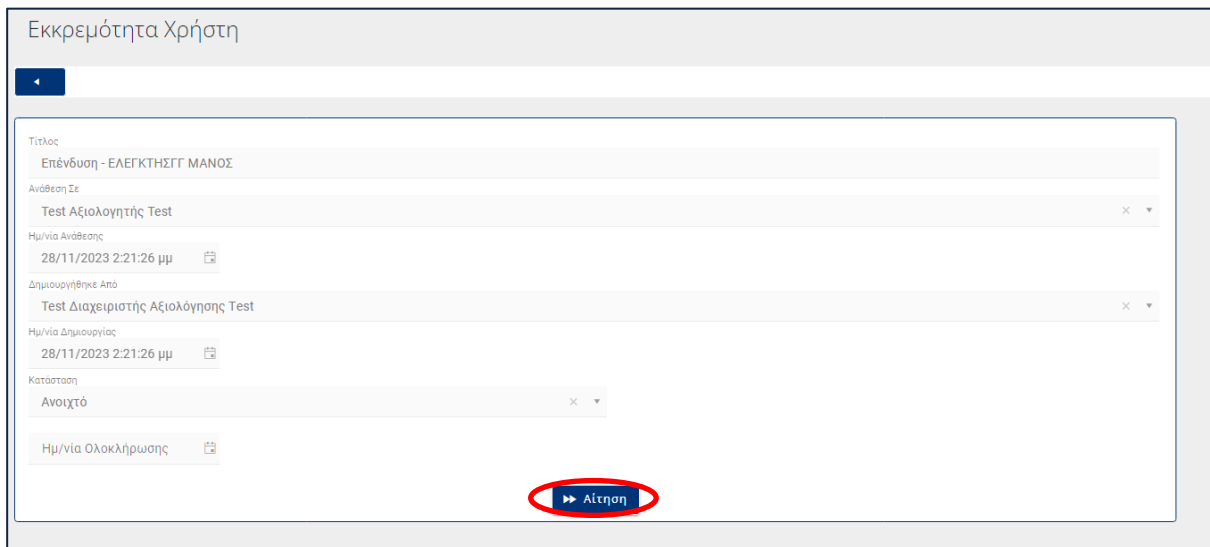 Εκκρεμότητα Χρήστη
Τίτλος
Επένδυση - ΕΛΕΓΚΤΗΣΓΓ ΜΑΝΟΣ
Ανάθεση Σε
Test Αξιολογητής Test
Ημ/νία Ανάθεσης
28/11/2023 2:21:26 μμ
Δημιουργήθηκε Από
Test Διαχειριστής Αξιολόγησης Test
Ημ/νία Δημιουργίας
28/11/2023 2:21:26 μμ
Κατάσταση
Ανοιχτό
Ημ/νία Ολοκλήρωσης
Αίτηση